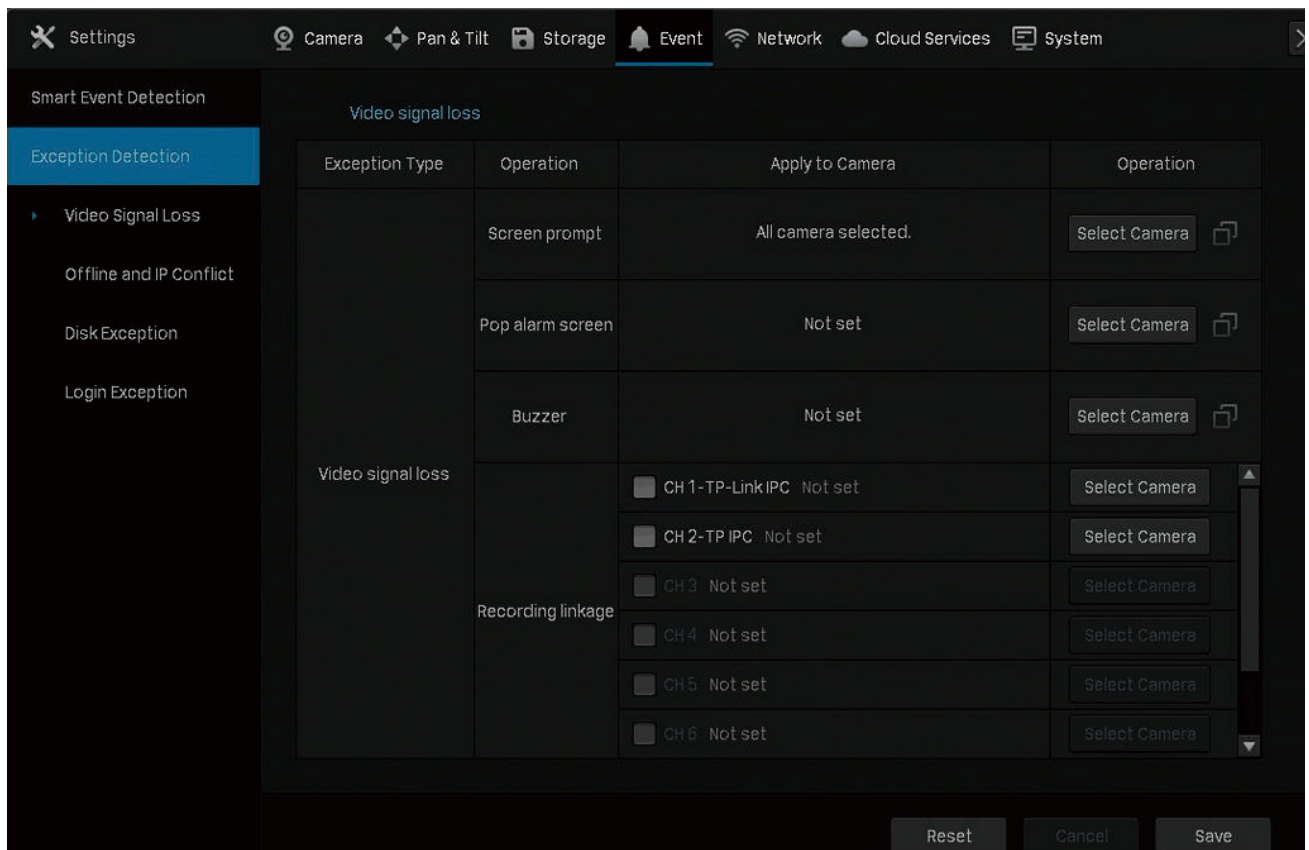 Settings
Camera
Pan & Tilt
Storage
Event
Network
Cloud Services
System
Smart Event Detection
Exception Detection
Video Signal Loss
Offline and IP Conflict
Disk Exception
Login Exception
Video signal loss
Exception Type
Operation
Apply to Camera
Operation
Video signal loss
Screen prompt
All camera selected.
Select Camera
Pop alarm screen
Not set
Select Camera
Buzzer
Not set
Select Camera
Recording linkage
CH 1-TP-Link IPC Not set
Select Camera
CH 2-TP IPC Not set
Select Camera
CH 3 Not set
Select Camera
CH 4 Not set
Select Camera
CH 5 Not set
Select Camera
CH 6 Not set
Select Camera
Reset
Cancel
Save